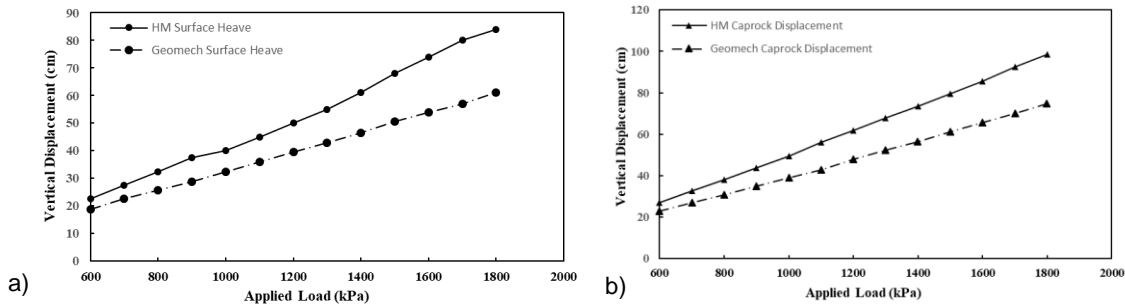 90
80
70
60
50
40
30
20
10
0
Vertical Displacement (cm)
HM Surface Heave
Geomech Surface Heave
600 800 1000 1200 1400 1600 1800 2000
Applied Load (kPa)
a)
120
100
80
60
40
20
0
Vertical Displacement (cm)
HM Caprock Displacement
Geomech Caprock Displacement
600 800 1000 1200 1400 1600 1800 2000
Applied Load (kPa)
b)